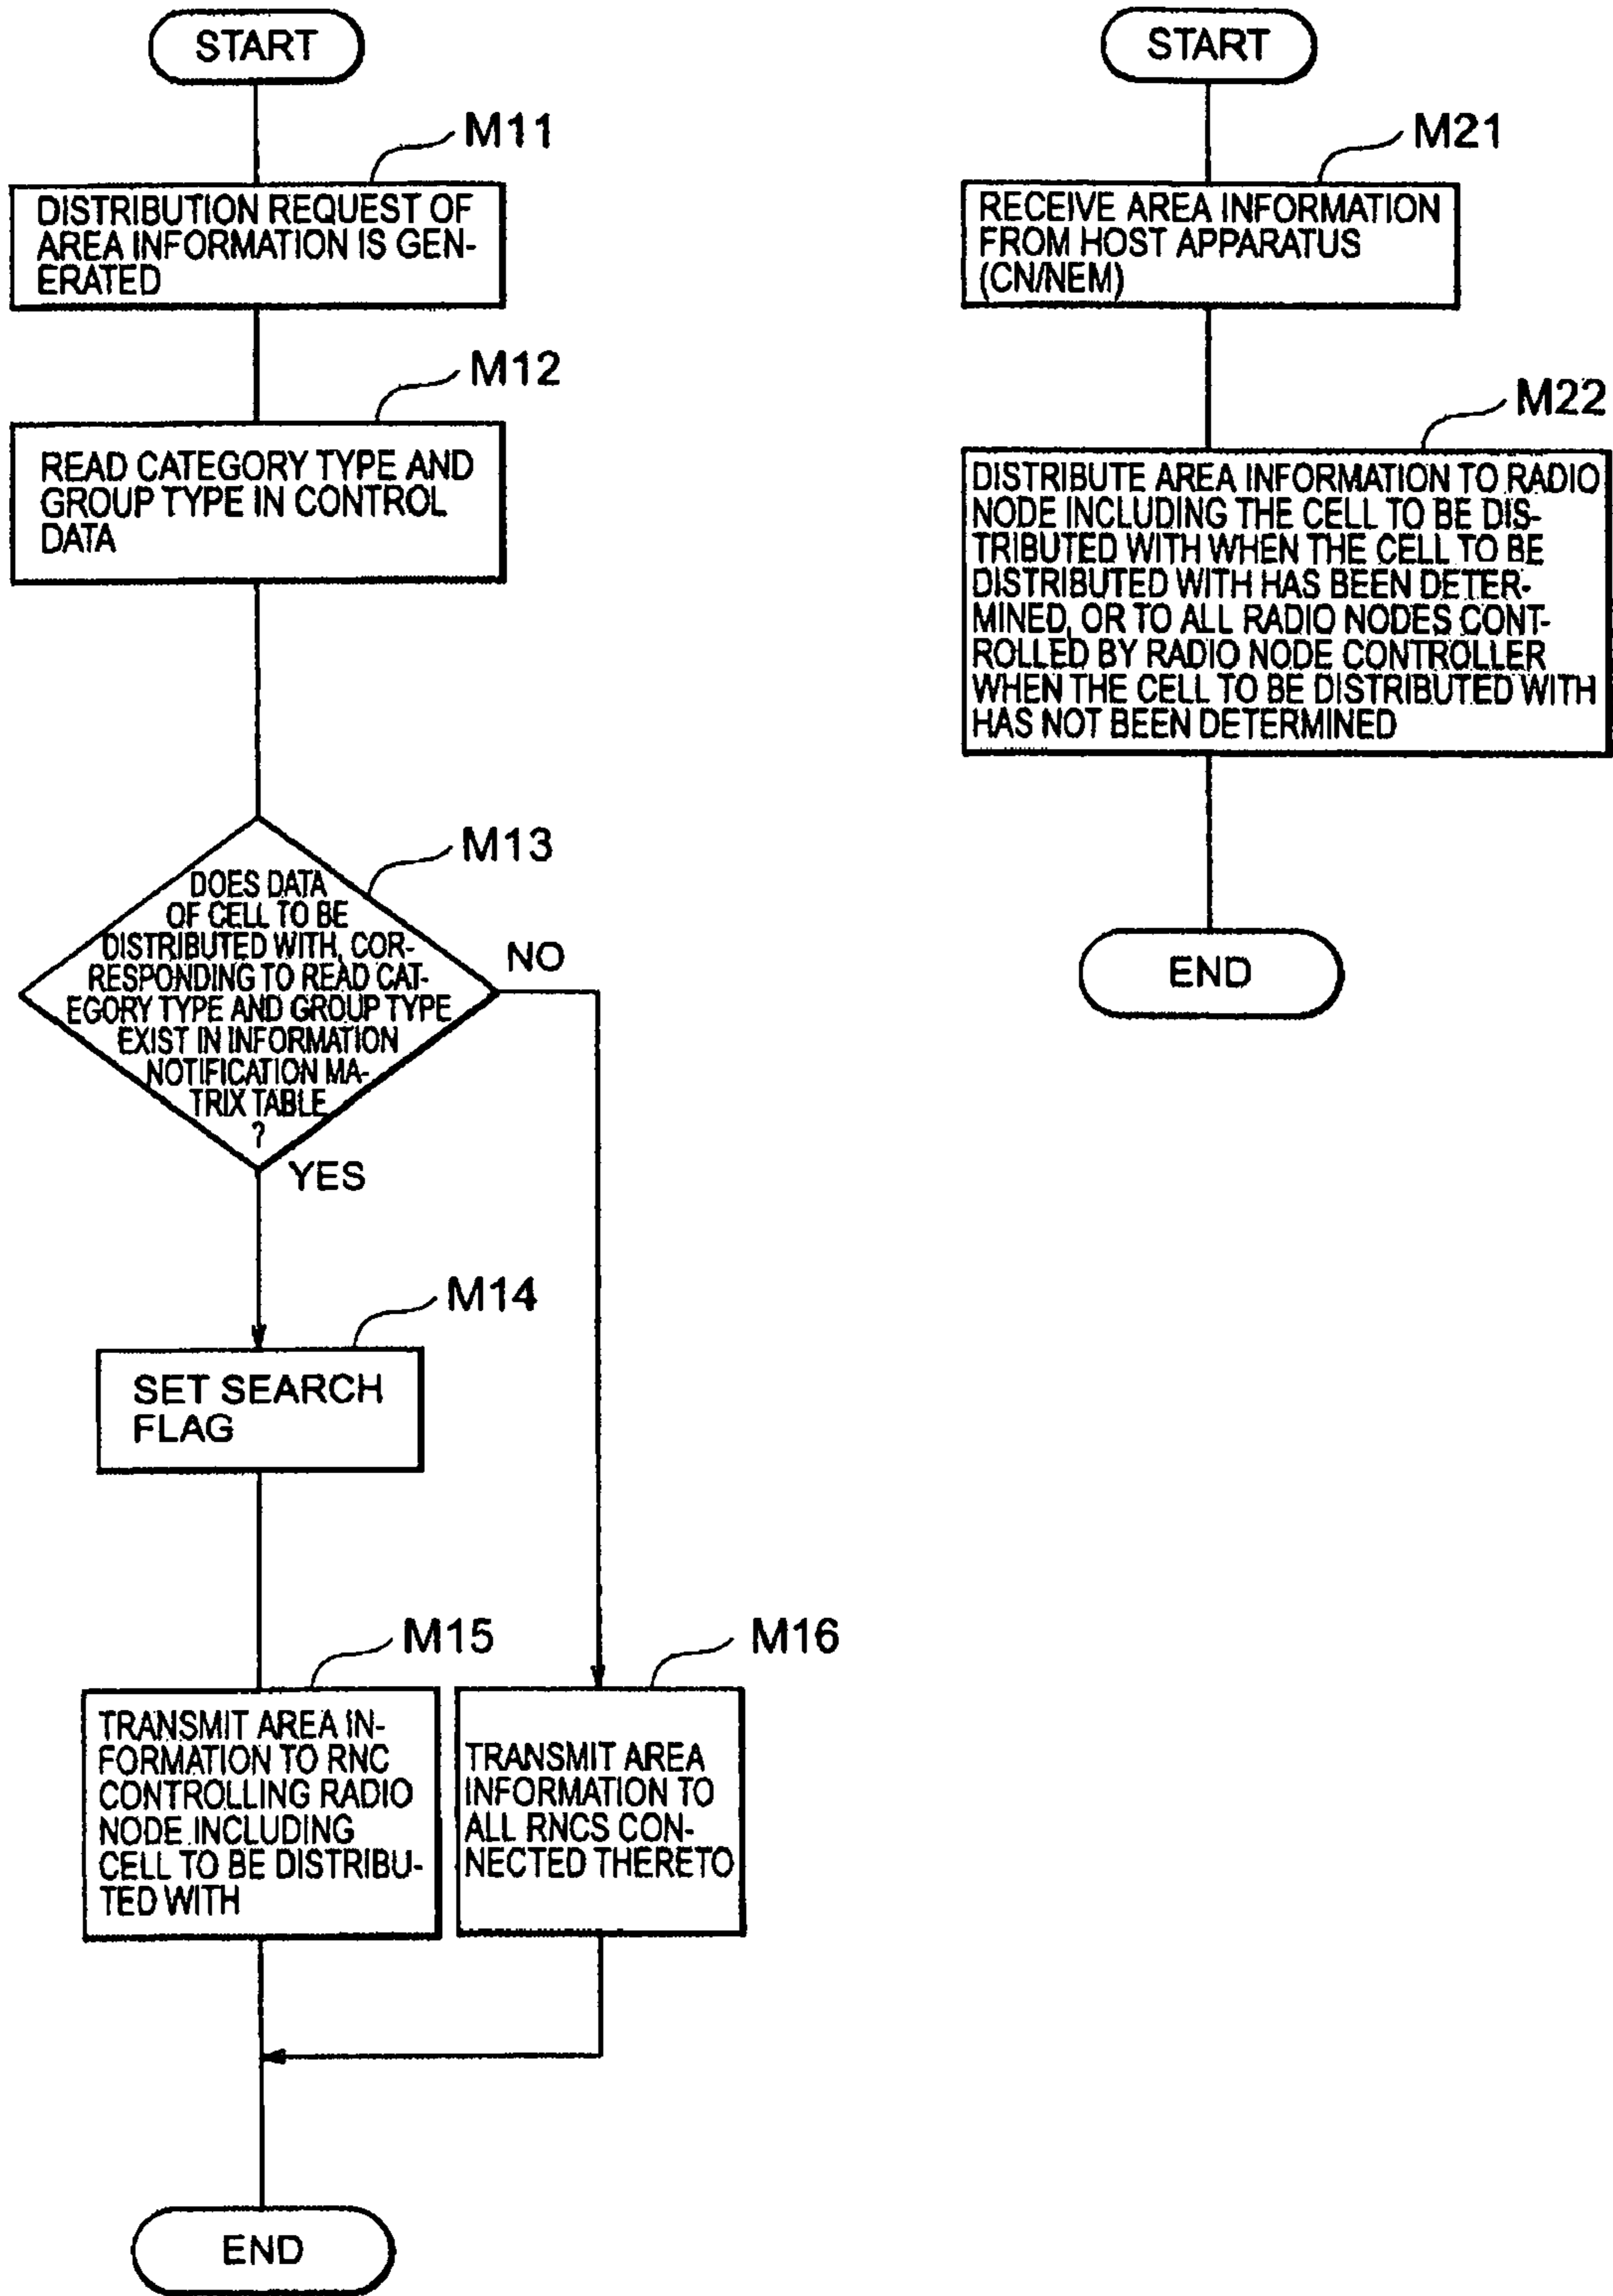 START
M11
DISTRIBUTION REQUEST OF
AREA INFORMATION IS GEN-
ERATED
M12
READ CATEGORY TYPE AND
GROUP TYPE IN CONTROL
DATA
M13
DOES DATA
OF CELL TO BE
DISTRIBUTED WITH, COR-
RESPONDING TO READ CAT-
EGORY TYPE AND GROUP TYPE
EXIST IN INFORMATION
NOTIFICATION MA-
TRIX TABLE
?
NO
YES
M14
SET SEARCH
FLAG
M15
TRANSMIT AREA IN-
FORMATION TO RNC
CONTROLLING RADIO
NODE INCLUDING
CELL TO BE DISTRIBU-
TED WITH
M16
TRANSMIT AREA
INFORMATION TO
ALL RNCS CON-
NECTED THERETO
END
START
M21
RECEIVE AREA INFORMATION
FROM HOST APPARATUS
(CN/NEM)
M22
DISTRIBUTE AREA INFORMATION TO RADIO
NODE INCLUDING THE CELL TO BE DIS-
TRIBUTED WITH WHEN THE CELL TO BE
DISTRIBUTED WITH HAS BEEN DETER-
MINED, OR TO ALL RADIO NODES CONT-
ROLLED BY RADIO NODE CONTROLLER
WHEN THE CELL TO BE DISTRIBUTED WITH
HAS NOT BEEN DETERMINED
END